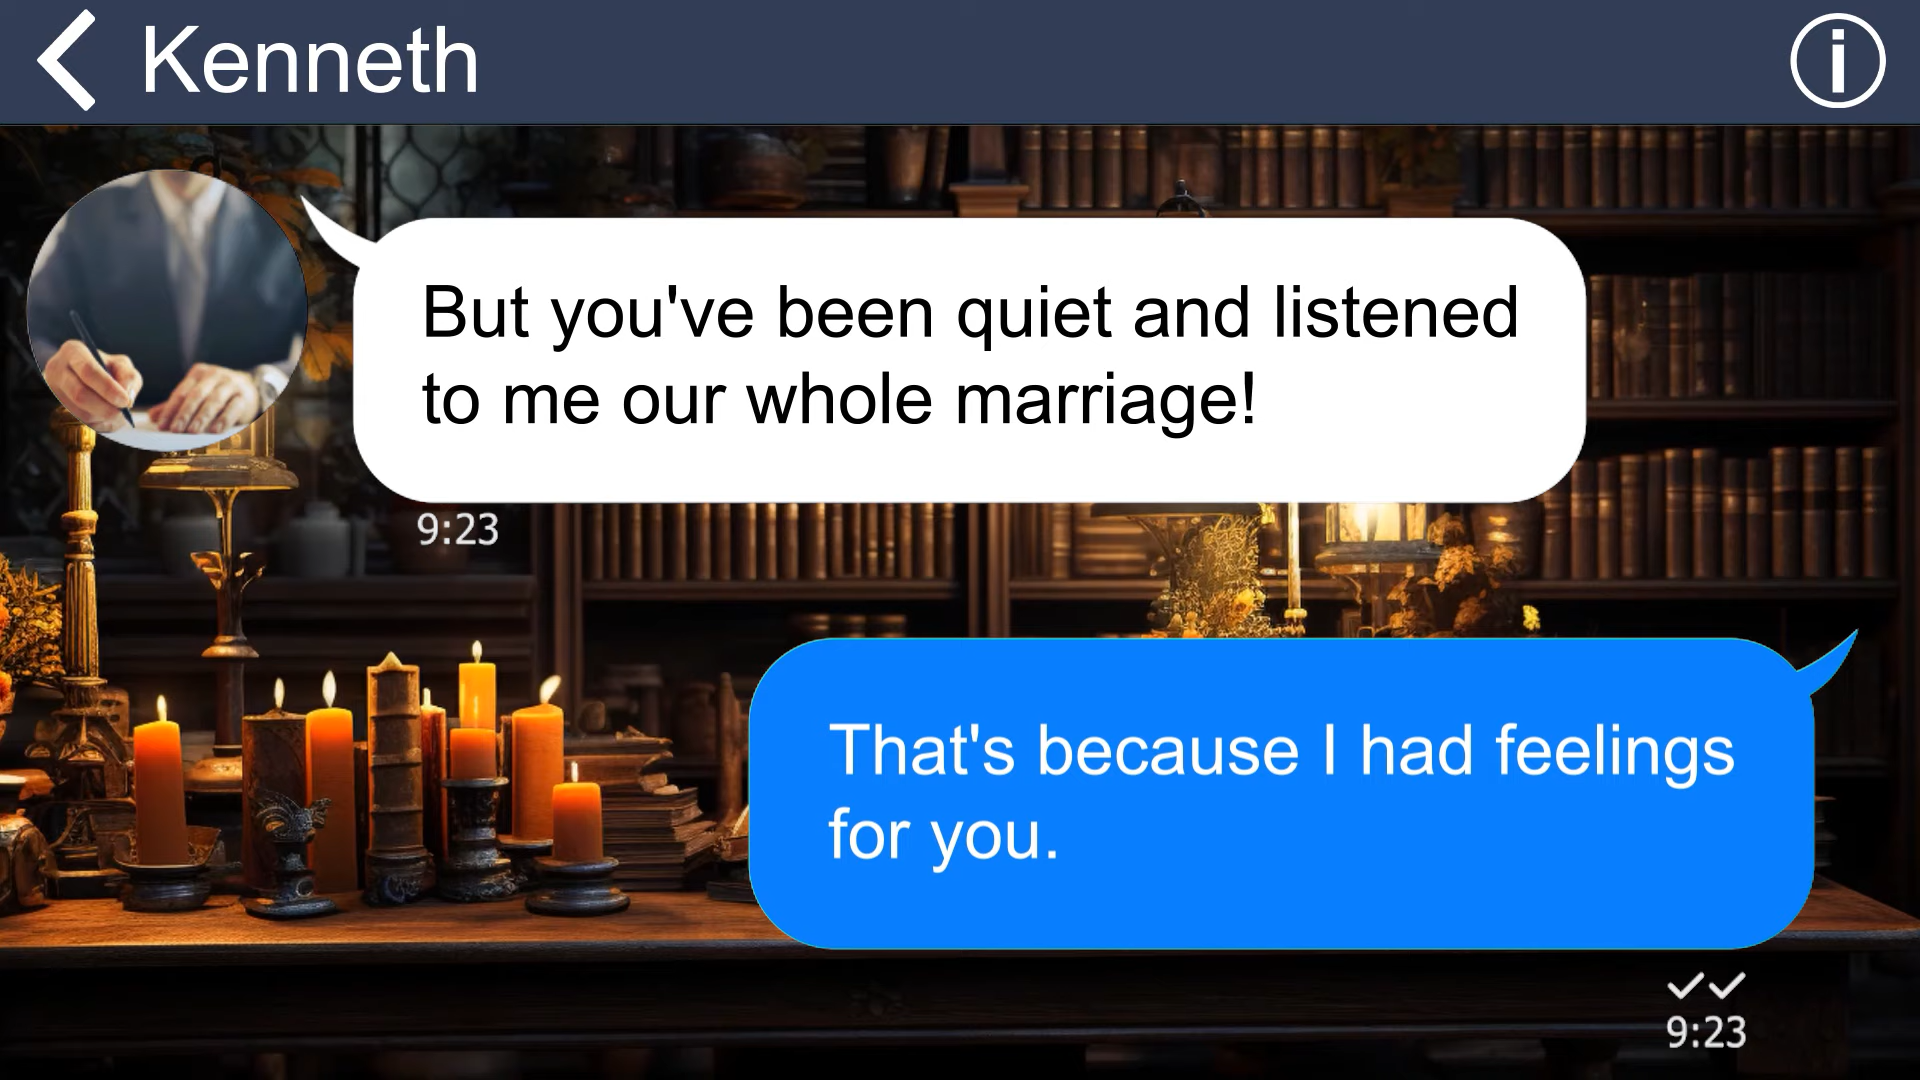 Kenneth
But you've been quiet and listened
to me our whole marriage!
9:23
That's because I had feelings
for you.
9:23